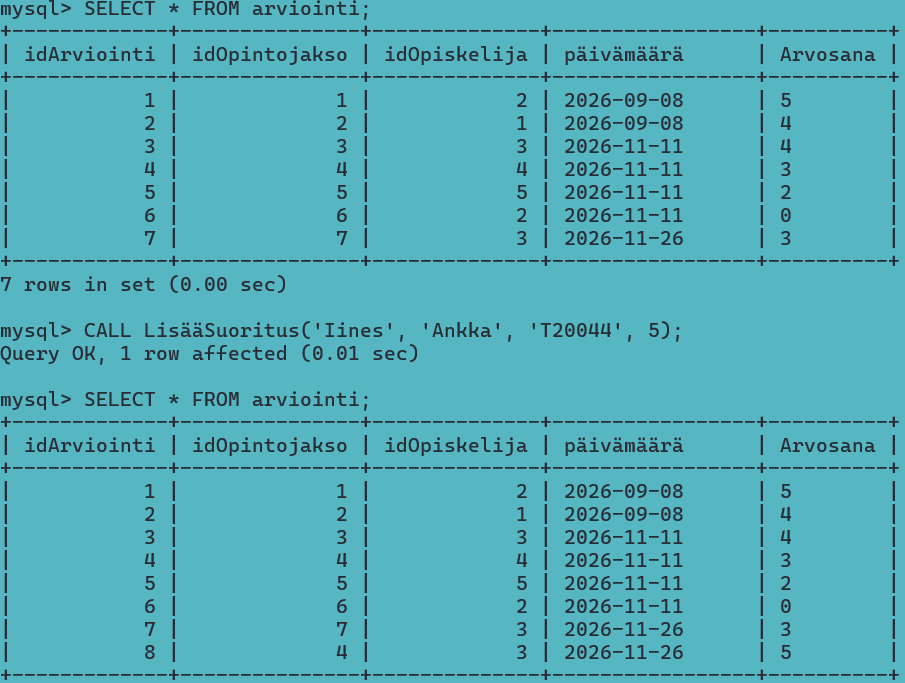 mysql> SELECT * FROM arviointi;
+-------------+---------------+--------------+-----------------+----------+
| idArviointi | idOpintojakso | idOpiskelija | päivämäärä      | Arvosana |
+-------------+---------------+--------------+-----------------+----------+
|           1 |             1 |            2 | 2026-09-08      | 5        |
|           2 |             2 |            1 | 2026-09-08      | 4        |
|           3 |             3 |            3 | 2026-11-11      | 4        |
|           4 |             4 |            4 | 2026-11-11      | 3        |
|           5 |             5 |            5 | 2026-11-11      | 2        |
|           6 |             6 |            2 | 2026-11-11      | 0        |
|           7 |             7 |            3 | 2026-11-26      | 3        |
+-------------+---------------+--------------+-----------------+----------+
7 rows in set (0.00 sec)

mysql> CALL LisääSuoritus('Iines', 'Ankka', 'T20044', 5);
Query OK, 1 row affected (0.01 sec)

mysql> SELECT * FROM arviointi;
+-------------+---------------+--------------+-----------------+----------+
| idArviointi | idOpintojakso | idOpiskelija | päivämäärä      | Arvosana |
+-------------+---------------+--------------+-----------------+----------+
|           1 |             1 |            2 | 2026-09-08      | 5        |
|           2 |             2 |            1 | 2026-09-08      | 4        |
|           3 |             3 |            3 | 2026-11-11      | 4        |
|           4 |             4 |            4 | 2026-11-11      | 3        |
|           5 |             5 |            5 | 2026-11-11      | 2        |
|           6 |             6 |            2 | 2026-11-11      | 0        |
|           7 |             7 |            3 | 2026-11-26      | 3        |
|           8 |             4 |            3 | 2026-11-26      | 5        |
+-------------+---------------+--------------+-----------------+----------+